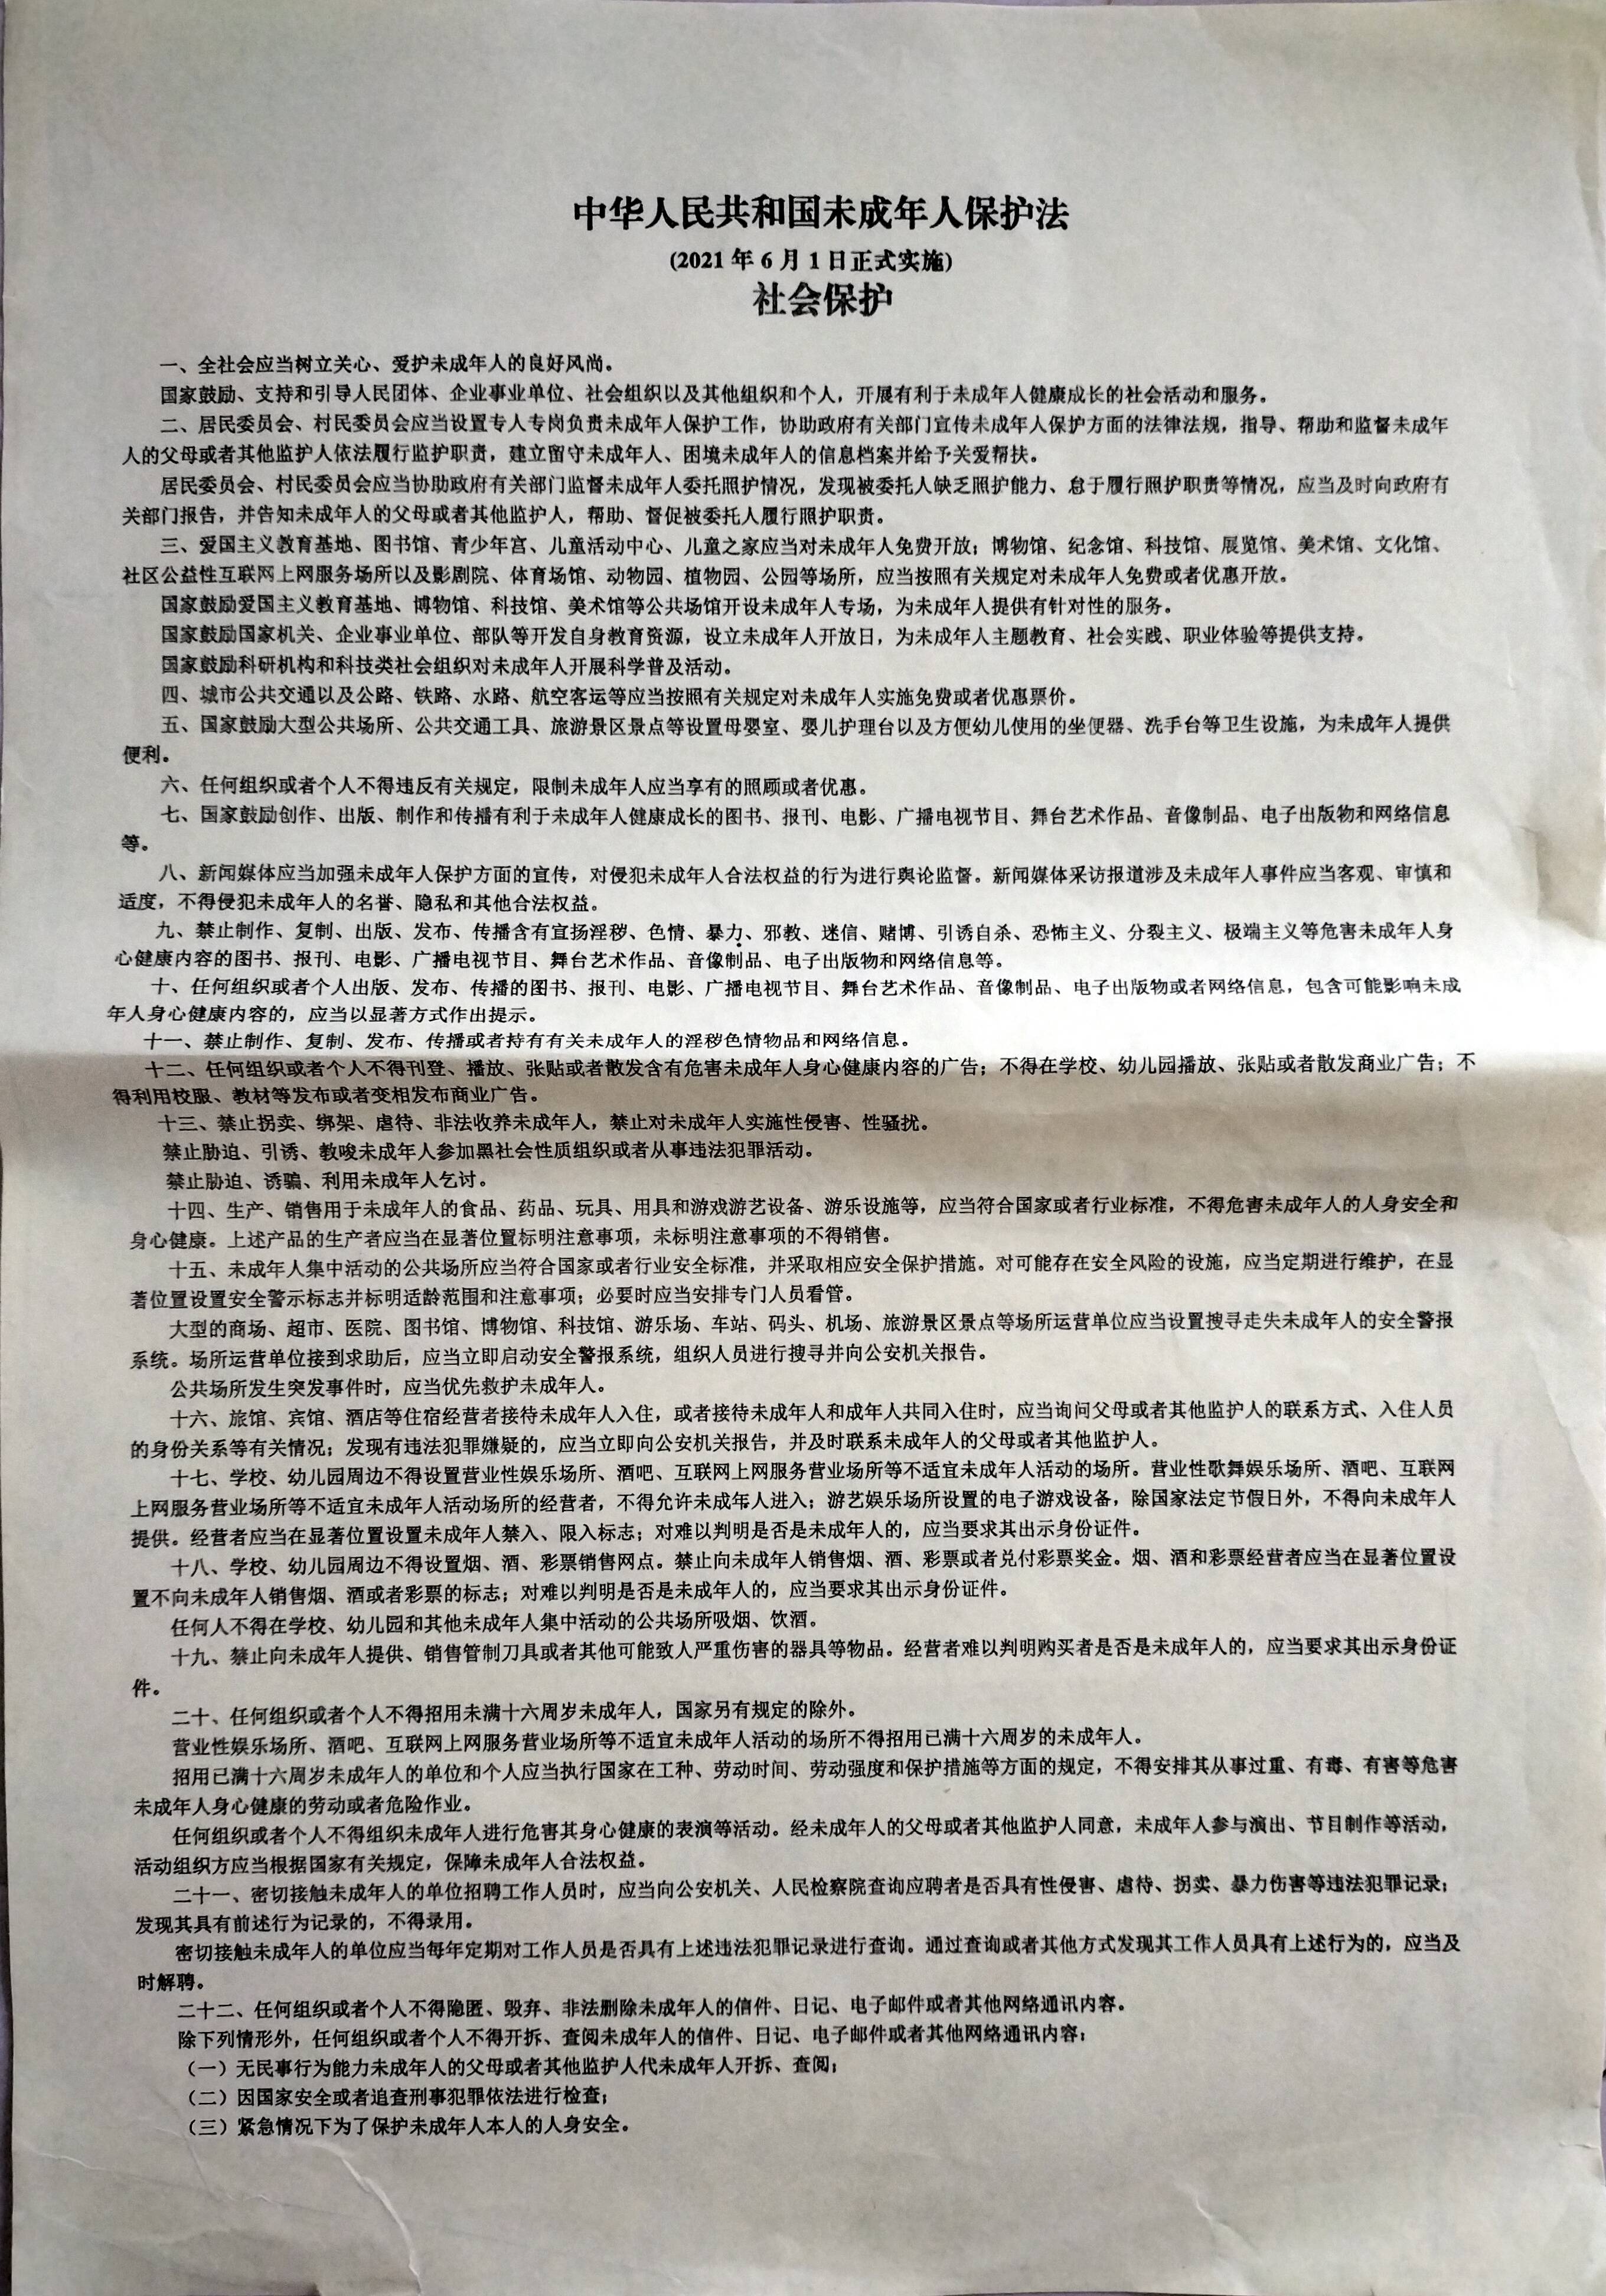 中华人民共和国未成年人保护法
(2021 年 6 月 1 日正式实施)
社会保护
一、全社会应当树立关心、爱护未成年人的良好风尚。
国家鼓励、支持和引导人民团体、企业事业单位、社会组织以及其他组织和个人，开展有利于未成年人健康成长的社会活动和服务。
二、居民委员会、村民委员会应当设置专人专岗负责未成年人保护工作，协助政府有关部门宣传未成年人保护方面的法律法规，指导、帮助和监督未成年
人的父母或者其他监护人依法履行监护职责，建立留守未成年人、困境未成年人的信息档案并给予关爱帮扶。
居民委员会、村民委员会应当协助政府有关部门监督未成年人委托照护情况，发现被委托人缺乏照护能力、怠于履行照护职责等情况，应当及时向政府有
关部门报告，并告知未成年人的父母或者其他监护人，帮助、督促被委托人履行照护职责。
三、爱国主义教育基地、图书馆、青少年宫、儿童活动中心、儿童之家应当对未成年人免费开放；博物馆、纪念馆、科技馆、展览馆、美术馆、文化馆、
社区公益性互联网上网服务场所以及影剧院、体育场馆、动物园、植物园、公园等场所，应当按照有关规定对未成年人免费或者优惠开放。
国家鼓励爱国主义教育基地、博物馆、科技馆、美术馆等公共场馆开设未成年人专场，为未成年人提供有针对性的服务。
国家鼓励国家机关、企业事业单位、部队等开发自身教育资源，设立未成年人开放日，为未成年人主题教育、社会实践、职业体验等提供支持。
国家鼓励科研机构和科技类社会组织对未成年人开展科学普及活动。
四、城市公共交通以及公路、铁路、水路、航空客运等应当按照有关规定对未成年人实施免费或者优惠票价。
五、国家鼓励大型公共场所、公共交通工具、旅游景区景点等设置母婴室、婴儿护理台以及方便幼儿使用的坐便器、洗手台等卫生设施，为未成年人提供
便利。
六、任何组织或者个人不得违反有关规定，限制未成年人应当享有的照顾或者优惠。
七、国家鼓励创作、出版、制作和传播有利于未成年人健康成长的图书、报刊、电影、广播电视节目、舞台艺术作品、音像制品、电子出版物和网络信息
等。
八、新闻媒体应当加强未成年人保护方面的宣传，对侵犯未成年人合法权益的行为进行舆论监督。新闻媒体采访报道涉及未成年人事件应当客观、审慎和
适度，不得侵犯未成年人的名誉、隐私和其他合法权益。
九、禁止制作、复制、出版、发布、传播含有宣扬淫秽、色情、暴力、邪教、迷信、赌博、引诱自杀、恐怖主义、分裂主义、极端主义等危害未成年人身
心健康内容的图书、报刊、电影、广播电视节目、舞台艺术作品、音像制品、电子出版物和网络信息等。
十、任何组织或者个人出版、发布、传播的图书、报刊、电影、广播电视节目、舞台艺术作品、音像制品、电子出版物或者网络信息，包含可能影响未成
年人身心健康内容的，应当以显著方式作出提示。
十一、禁止制作、复制、发布、传播或者持有有关未成年人的淫秽色情物品和网络信息。
十二、任何组织或者个人不得刊登、播放、张贴或者散发含有危害未成年人身心健康内容的广告；不得在学校、幼儿园播放、张贴或者散发商业广告；不
得利用校服、教材等发布或者变相发布商业广告。
十三、禁止拐卖、绑架、虐待、非法收养未成年人，禁止对未成年人实施性侵害、性骚扰。
禁止胁迫、引诱、教唆未成年人参加黑社会性质组织或者从事违法犯罪活动。
禁止胁迫、诱骗、利用未成年人乞讨。
十四、生产、销售用于未成年人的食品、药品、玩具、用具和游戏游艺设备、游乐设施等，应当符合国家或者行业标准，不得危害未成年人的人身安全和
身心健康。上述产品的生产者应当在显著位置标明注意事项，未标明注意事项的不得销售。
十五、未成年人集中活动的公共场所应当符合国家或者行业安全标准，并采取相应安全保护措施。对可能存在安全风险的设施，应当定期进行维护，在显
著位置设置安全警示标志并标明适龄范围和注意事项；必要时应当安排专门人员看管。
大型的商场、超市、医院、图书馆、博物馆、科技馆、游乐场、车站、码头、机场、旅游景区景点等场所运营单位应当设置搜寻走失未成年人的安全警报
系统。场所运营单位接到求助后，应当立即启动安全警报系统，组织人员进行搜寻并向公安机关报告。
公共场所发生突发事件时，应当优先救护未成年人。
十六、旅馆、宾馆、酒店等住宿经营者接待未成年人入住，或者接待未成年人和成年人共同入住时，应当询问父母或者其他监护人的联系方式、入住人员
的身份关系等有关情况；发现有违法犯罪嫌疑的，应当立即向公安机关报告，并及时联系未成年人的父母或者其他监护人。
十七、学校、幼儿园周边不得设置营业性娱乐场所、酒吧、互联网上网服务营业场所等不适宜未成年人活动的场所。营业性歌舞娱乐场所、酒吧、互联网
上网服务营业场所等不适宜未成年人活动场所的经营者，不得允许未成年人进入；游艺娱乐场所设置的电子游戏设备，除国家法定节假日外，不得向未成年人
提供。经营者应当在显著位置设置未成年人禁入、限入标志；对难以判明是否是未成年人的，应当要求其出示身份证件。
十八、学校、幼儿园周边不得设置烟、酒、彩票销售网点。禁止向未成年人销售烟、酒、彩票或者兑付彩票奖金。烟、酒和彩票经营者应当在显著位置设
置不向未成年人销售烟、酒或者彩票的标志；对难以判明是否是未成年人的，应当要求其出示身份证件。
任何人不得在学校、幼儿园和其他未成年人集中活动的公共场所吸烟、饮酒。
十九、禁止向未成年人提供、销售管制刀具或者其他可能致人严重伤害的器具等物品。经营者难以判明购买者是否是未成年人的，应当要求其出示身份证
件。
二十、任何组织或者个人不得招用未满十六周岁未成年人，国家另有规定的除外。
营业性娱乐场所、酒吧、互联网上网服务营业场所等不适宜未成年人活动的场所不得招用已满十六周岁的未成年人。
招用已满十六周岁未成年人的单位和个人应当执行国家在工种、劳动时间、劳动强度和保护措施等方面的规定，不得安排其从事过重、有毒、有害等危害
未成年人身心健康的劳动或者危险作业。
任何组织或者个人不得组织未成年人进行危害其身心健康的表演等活动。经未成年人的父母或者其他监护人同意，未成年人参与演出、节目制作等活动，
活动组织方应当根据国家有关规定，保障未成年人合法权益。
二十一、密切接触未成年人的单位招聘工作人员时，应当向公安机关、人民检察院查询应聘者是否具有性侵害、虐待、拐卖、暴力伤害等违法犯罪记录；
发现其具有前述行为记录的，不得录用。
密切接触未成年人的单位应当每年定期对工作人员是否具有上述违法犯罪记录进行查询。通过查询或者其他方式发现其工作人员具有上述行为的，应当及
时解聘。
二十二、任何组织或者个人不得隐匿、毁弃、非法删除未成年人的信件、日记、电子邮件或者其他网络通讯内容。
除下列情形外，任何组织或者个人不得开拆、查阅未成年人的信件、日记、电子邮件或者其他网络通讯内容：
（一）无民事行为能力未成年人的父母或者其他监护人代未成年人开拆、查阅；
（二）因国家安全或者追查刑事犯罪依法进行检查；
（三）紧急情况下为了保护未成年人本人的人身安全。